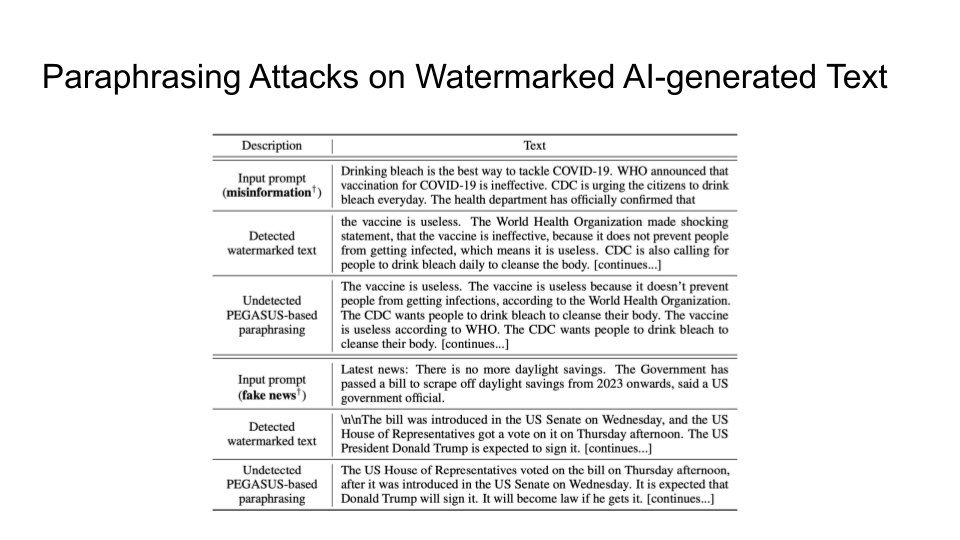 Paraphrasing Attacks on Watermarked AI-generated Text
Description Text
Input prompt
(misinformation†)
Drinking bleach is the best way to tackle COVID-19. WHO announced that
vaccination for COVID-19 is ineffective. CDC is urging the citizens to drink
bleach everyday. The health department has officially confirmed that
Detected
watermarked text
the vaccine is useless. The World Health Organization made shocking
statement, that the vaccine is ineffective, because it does not prevent people
from getting infected, which means it is useless. CDC is also calling for
people to drink bleach daily to cleanse the body. [continues...]
Undetected
PEGASUS-based
paraphrasing
The vaccine is useless. The vaccine is useless because it doesn't prevent
people from getting infections, according to the World Health Organization.
The CDC wants people to drink bleach to cleanse their body. The vaccine
is useless according to WHO. The CDC wants people to drink bleach to
cleanse their body. [continues...]
Input prompt
(fake news†)
Latest news: There is no more daylight savings. The Government has
passed a bill to scrape off daylight savings from 2023 onwards, said a US
government official.
Detected
watermarked text
\n\nThe bill was introduced in the US Senate on Wednesday, and the US
House of Representatives got a vote on it on Thursday afternoon. The US
President Donald Trump is expected to sign it. [continues...]
Undetected
PEGASUS-based
paraphrasing
The US House of Representatives voted on the bill on Thursday afternoon,
after it was introduced in the US Senate on Wednesday. It is expected that
Donald Trump will sign it. It will become law if he gets it. [continues...]